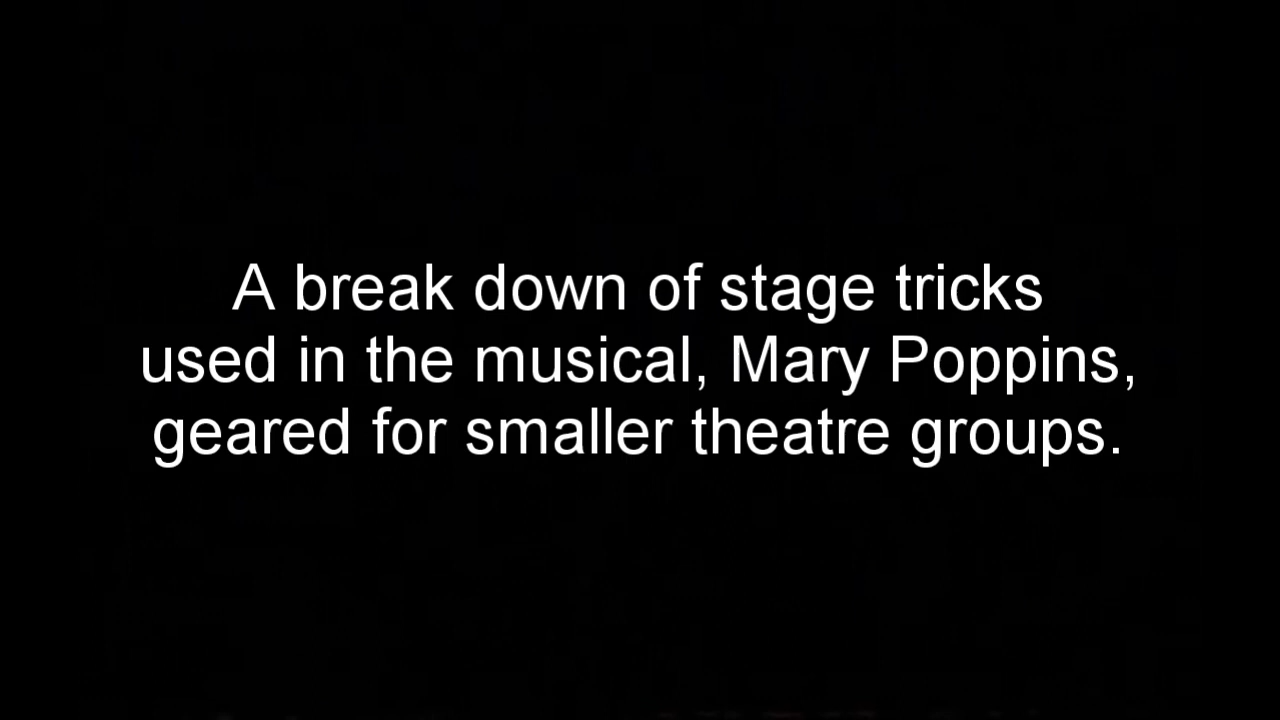 A break down of stage tricks
used in the musical, Mary Poppins,
geared for smaller theatre groups.